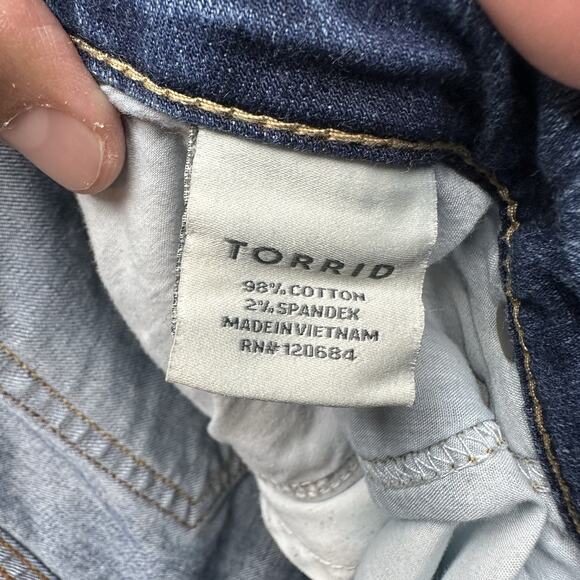 TORRID
98% COTTON
2% SPANDEX
MADE IN VIETNAM
RN# 120684